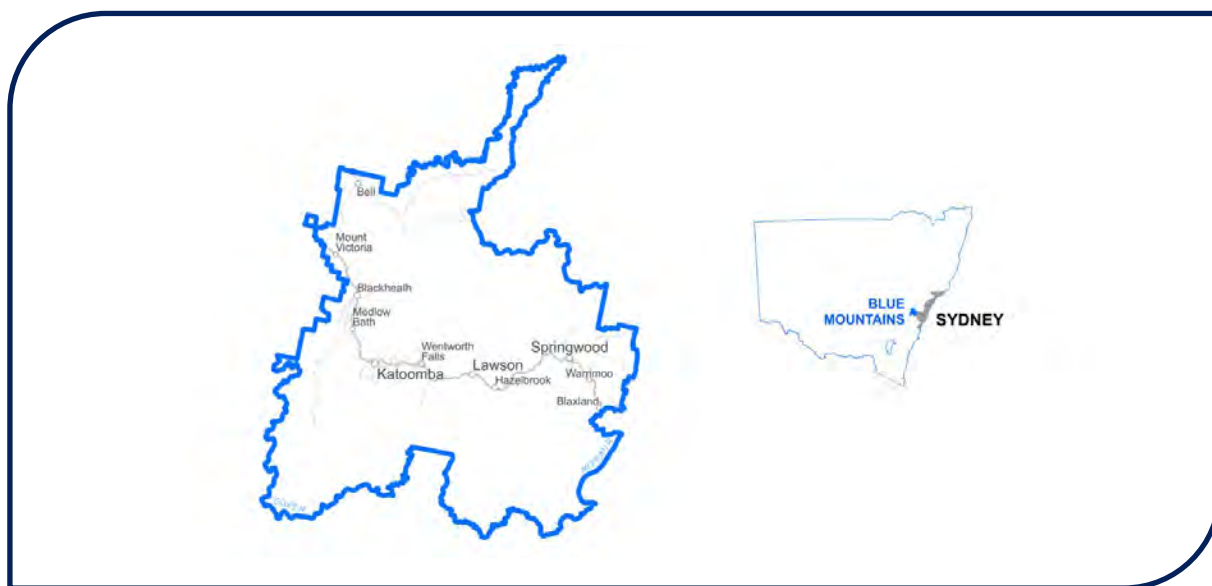 Bell
Mount
Victoria
Blackheath
Medlow
Bath
Wentworth
Falls
Katoomba
Lawson
Hazelbrook
Springwood
Warrimoo
Blaxland
BLUE
MOUNTAINS
SYDNEY